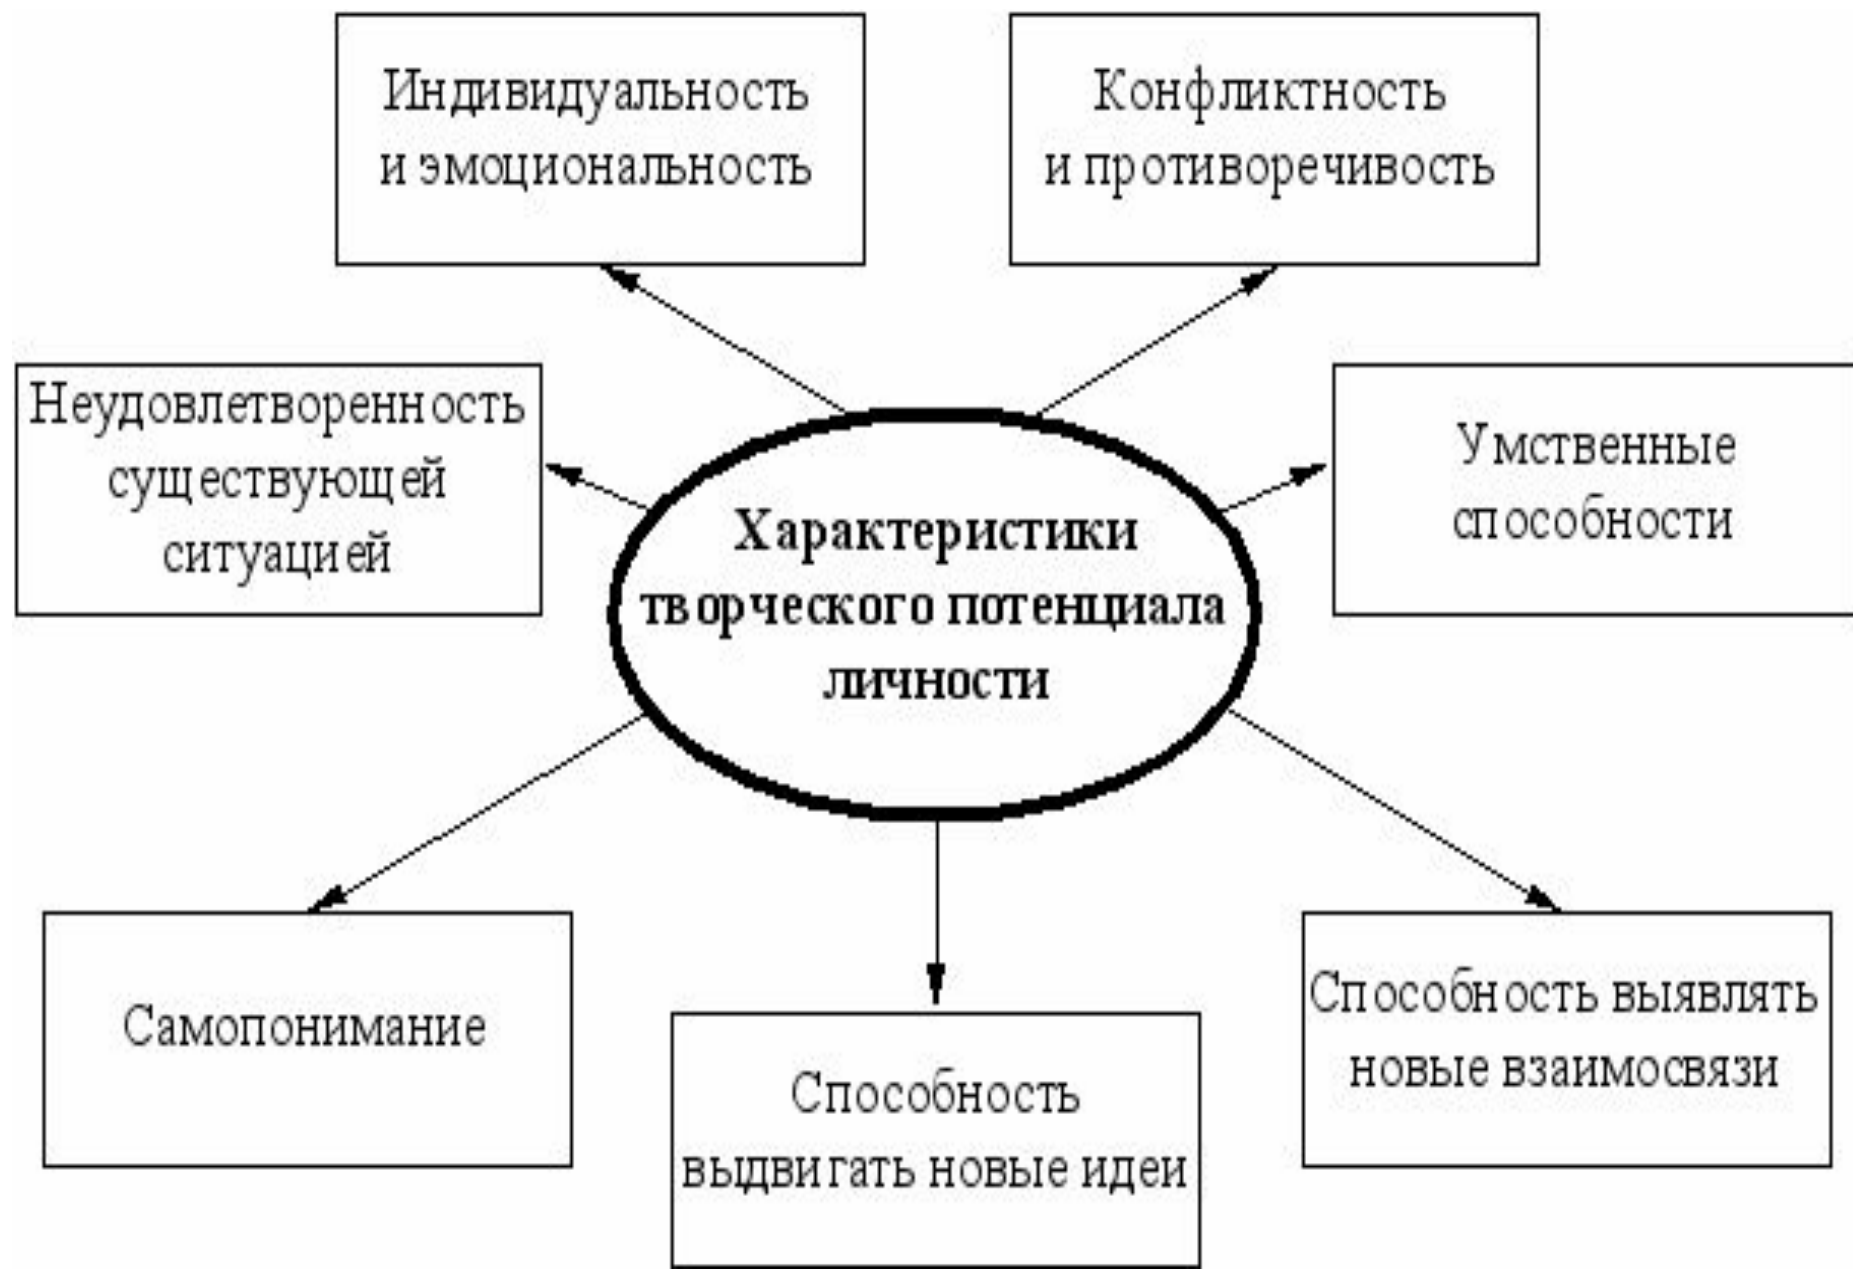 Индивидуальность
и эмоциональность
Конфликтность
и противоречивость
Неудовлетворенность
существующей
ситуацией
Умственные
способности
Характеристики
творческого потенциала
личности
Самопонимание
Способность
выдвигать новые идеи
Способность выявлять
новые взаимосвязи